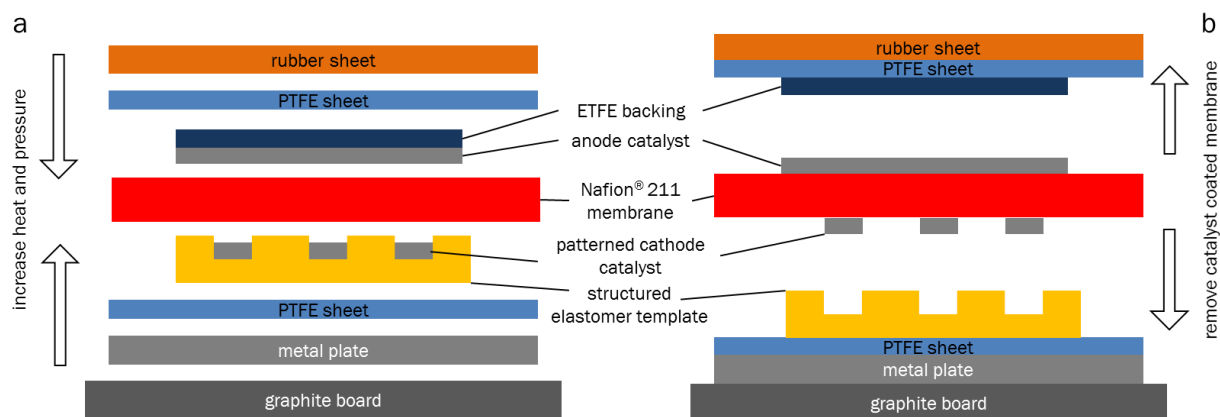 a
b
rubber sheet
PTFE sheet
ETFE backing
anode catalyst
Nafion® 211
membrane
patterned cathode
catalyst
structured
elastomer template
PTFE sheet
metal plate
graphite board
increase heat and pressure
rubber sheet
PTFE sheet
PTFE sheet
metal plate
graphite board
remove catalyst coated membrane